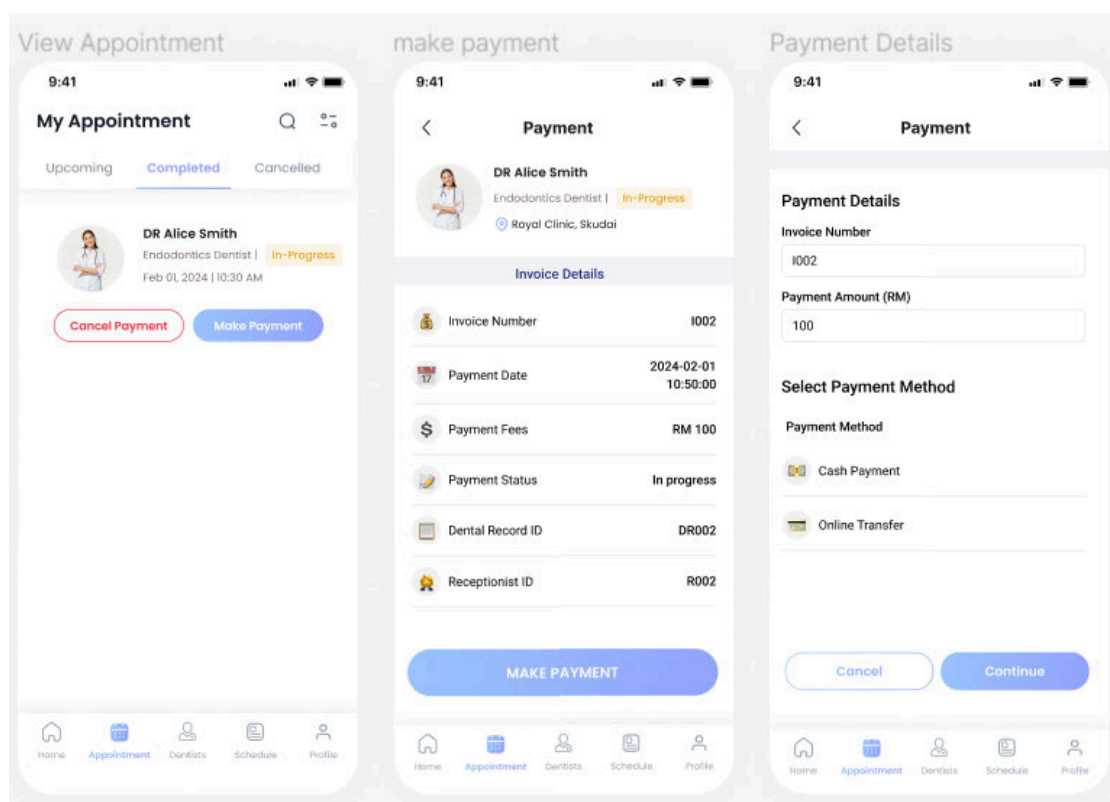 View Appointment
9:41
My Appointment
Upcoming Completed Cancelled
DR Alice Smith
Endodontics Dentist | In-Progress
Feb 01, 2024 | 10:30 AM
Cancel Payment Make Payment
Home Appointment Dentists Schedule Profile
make payment
9:41
Payment
DR Alice Smith
Endodontics Dentist | In-Progress
Royal Clinic, Skudai
Invoice Details
Invoice Number I002
17 Payment Date 2024-02-01
10:50:00
$ Payment Fees RM 100
Payment Status In progress
Dental Record ID DR002
Receptionist ID R002
MAKE PAYMENT
Home Appointment Dentists Schedule Profile
Payment Details
9:41
Payment
Payment Details
Invoice Number
I002
Payment Amount (RM)
100
Select Payment Method
Payment Method
Cash Payment
Online Transfer
Cancel Continue
Home Appointment Dentists Schedule Profile